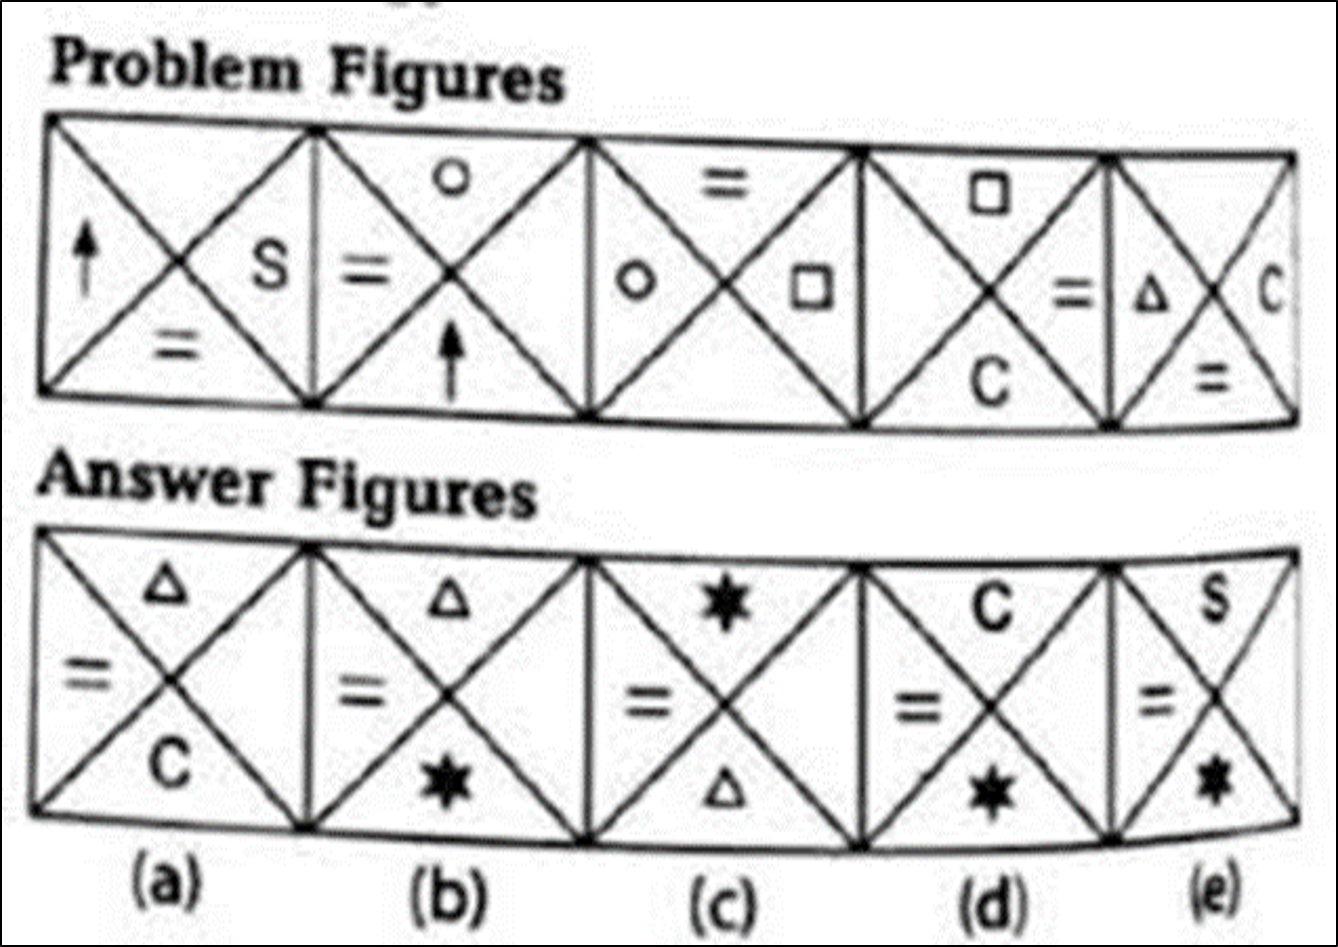 Problem Figures
S = = = C = C =
Answer Figures
C S
= = = = =
C
(a) (b) (c) (d) (e)